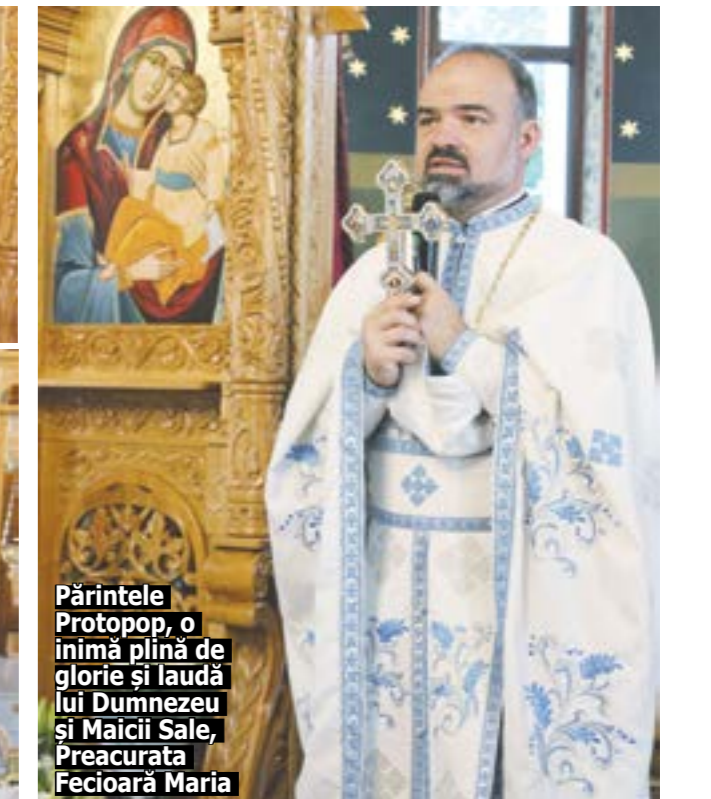 Părintele
Protopop, o
inimă plină de
glorie și laudă
lui Dumnezeu
și Maicii Sale,
Preacurata
Fecioară Maria